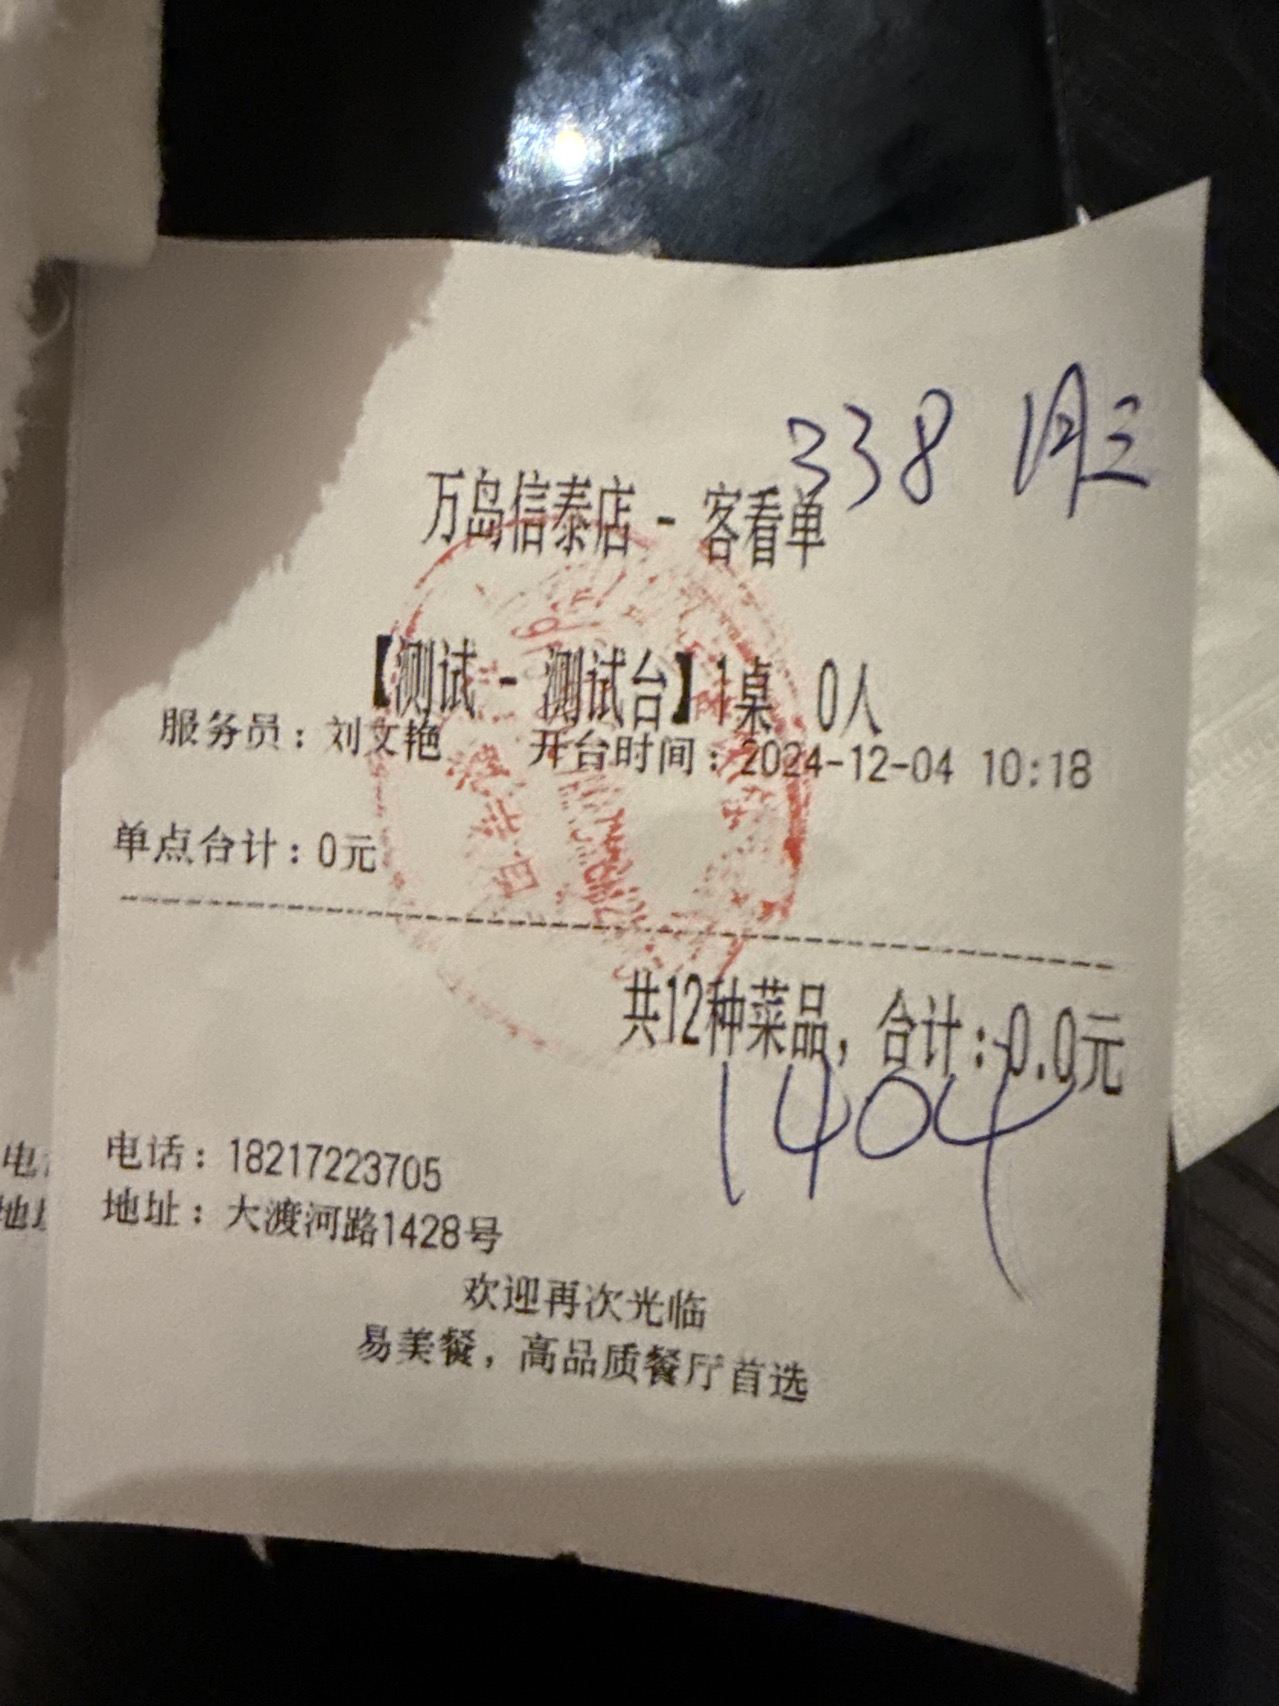 338
万岛信泰店 - 客看单
【测试 - 测试台】1桌 0人
服务员：刘文艳 开台时间：2024-12-04 10:18
单点合计：0元
共12种菜品，合计：0.0元
1404
电话：18217223705
地址：大渡河路1428号
欢迎再次光临
易美餐，高品质餐厅首选
电
地